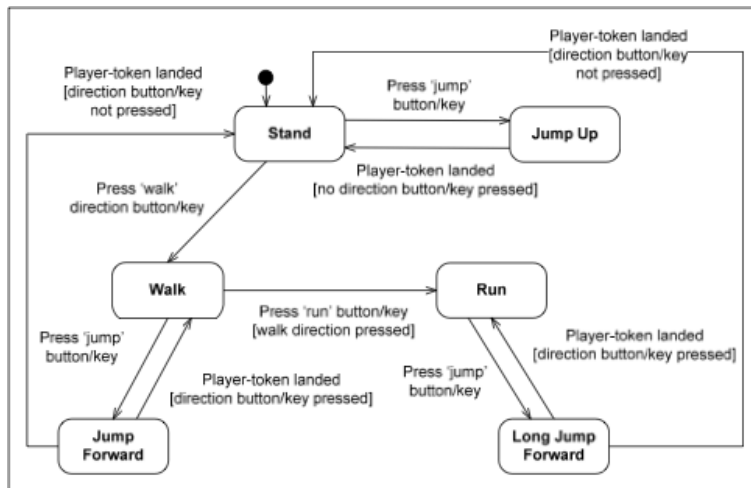 Player-token landed
[direction button/key
not pressed]
Player-token landed
[direction button/key
not pressed]
Press ‘jump’
button/key
Stand
Jump Up
Player-token landed
[no direction button/key pressed]
Press ‘walk’
direction button/key
Walk
Run
Press ‘run’ button/key
[walk direction pressed]
Press ‘jump’
button/key
Player-token landed
[direction button/key pressed]
Player-token landed
[direction button/key pressed]
Press ‘jump’
button/key
Jump
Forward
Long Jump
Forward